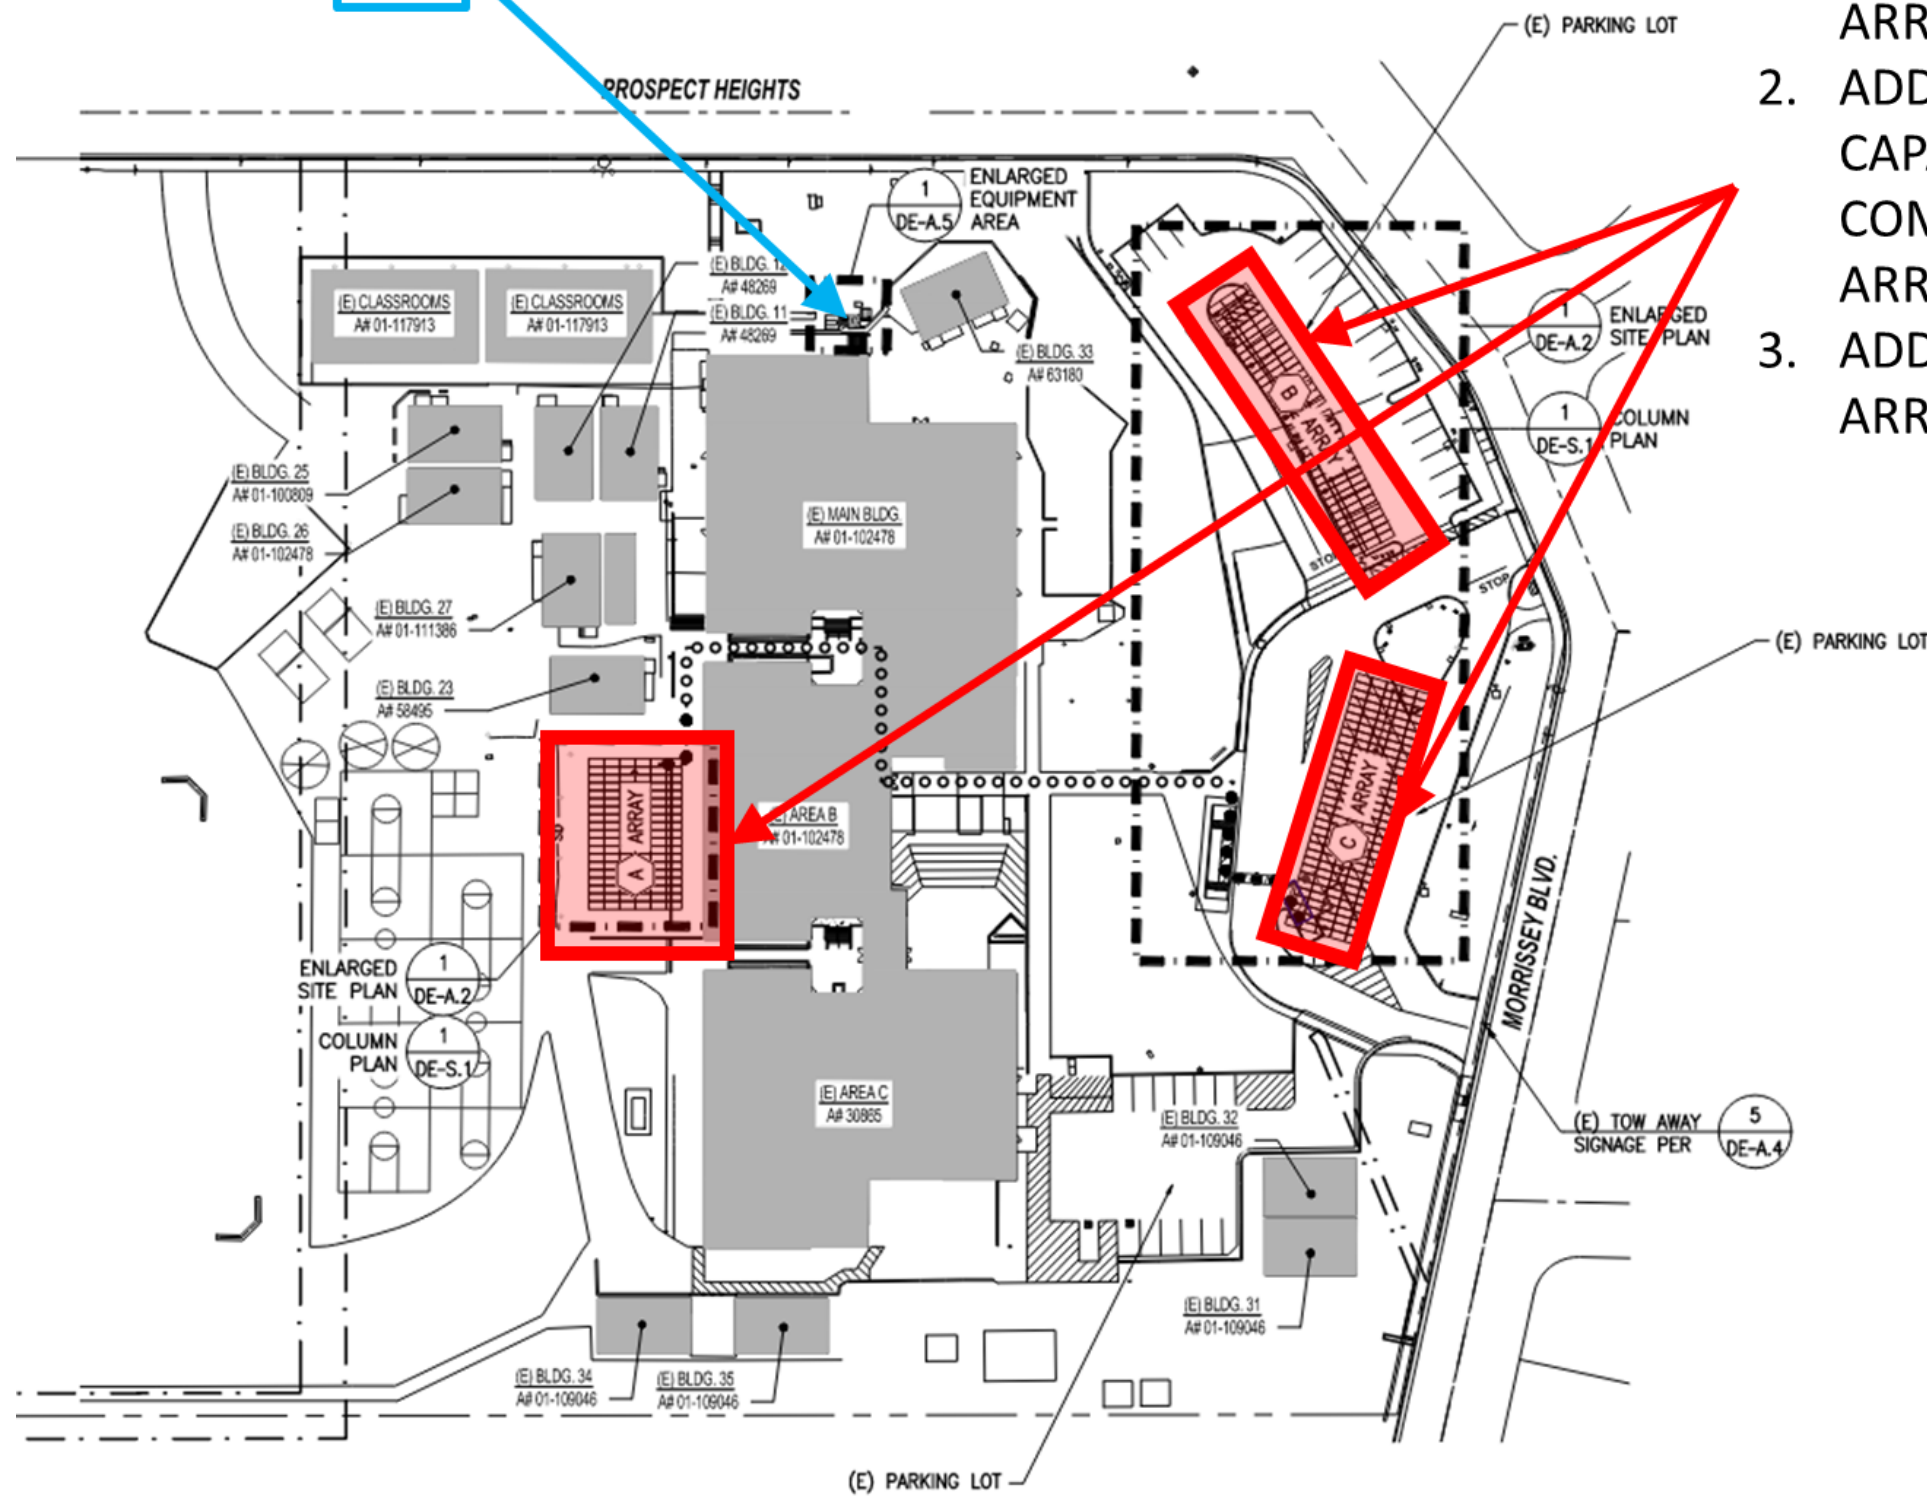 (E) PARKING LOT
ARR
2. ADD
CAPA
CON
ARR
3. ADD
ARR
PROSPECT HEIGHTS
1
DE-A.5
ENLARGED
EQUIPMENT
AREA
(E) BLDG. 12
A# 48269
(E) BLDG. 11
A# 48269
(E) CLASSROOMS
A# 01-117913
(E) CLASSROOMS
A# 01-117913
(E) BLDG. 33
A# 63180
1
DE-A.2
ENLARGED
SITE PLAN
1
DE-S.1
COLUMN
PLAN
B ARRAY
(E) BLDG. 25
A# 01-100809
(E) BLDG. 26
A# 01-102478
(E) MAIN BLDG.
A# 01-102478
STOP
STOP
(E) BLDG. 27
A# 01-111386
(E) PARKING LOT
(E) BLDG. 23
A# 58495
A ARRAY
(E) AREA B
A# 01-102478
C ARRAY
MORRISSEY BLVD.
ENLARGED
SITE PLAN
1
DE-A.2
COLUMN
PLAN
1
DE-S.1
(E) AREA C
A# 30865
(E) BLDG. 32
A# 01-109046
(E) TOW AWAY
SIGNAGE PER
5
DE-A.4
(E) BLDG. 31
A# 01-109046
(E) BLDG. 34
A# 01-109046
(E) BLDG. 35
A# 01-109046
(E) PARKING LOT